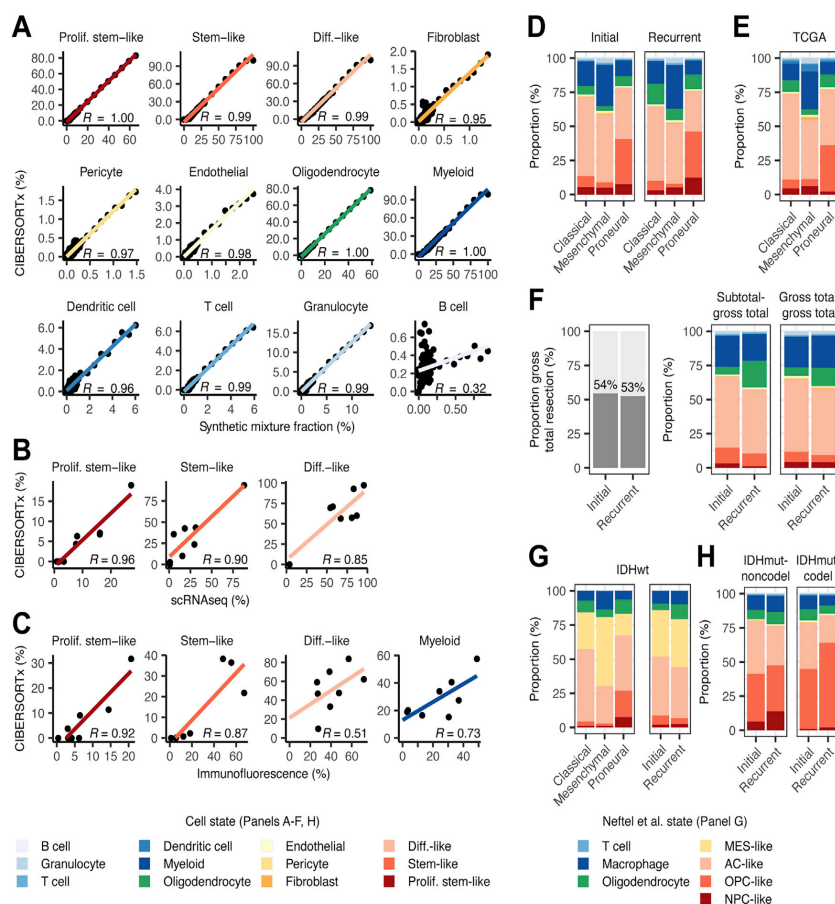 A
Prolif. stem-like
Stem-like
Diff.-like
Fibroblast
80.0
60.0
40.0
20.0
0.0
R = 1.00
0 20 40 60
90.0
60.0
30.0
0.0
R = 0.99
0 25 50 75 100
90.0
60.0
30.0
0.0
R = 0.99
0 25 50 75 100
2.0
1.5
1.0
0.5
0.0
R = 0.95
0.0 0.5 1.0
CIBERSORTx (%)
Pericyte
Endothelial
Oligodendrocyte
Myeloid
1.5
1.0
0.5
0.0
R = 0.97
0.0 0.5 1.0 1.5
4.0
3.0
2.0
1.0
0.0
R = 0.98
0.0 1.0 2.0
80.0
60.0
40.0
20.0
0.0
R = 1.00
0 20 40 60
90.0
60.0
30.0
0.0
R = 1.00
0 25 50 75 100
Dendritic cell
T cell
Granulocyte
B cell
6.0
4.0
2.0
0.0
R = 0.96
0 2 4 6
6.0
4.0
2.0
0.0
R = 0.99
0 2 4 6
15.0
10.0
5.0
0.0
R = 0.99
0 5 10
0.8
0.6
0.4
0.2
0.0
R = 0.32
0.00 0.50
Synthetic mixture fraction (%)
B
Prolif. stem-like
Stem-like
Diff.-like
CIBERSORTx (%)
15
10
5
0
R = 0.96
0 10 20
75
50
25
0
R = 0.90
0 25 50 75
90
60
30
0
R = 0.85
0 25 50 75 100
scRNAseq (%)
C
Prolif. stem-like
Stem-like
Diff.-like
Myeloid
CIBERSORTx (%)
30
20
10
0
R = 0.92
0 5 10 15 20
40
30
20
10
0
R = 0.87
0 20 40 60
80
60
40
20
0
R = 0.51
0 20 40 60
60
40
20
0
R = 0.73
0 10 20 30 40 50
Immunofluorescence (%)
D
Initial
Recurrent
Proportion (%)
100
75
50
25
0
Classical
Mesenchymal
Proneural
Classical
Mesenchymal
Proneural
E
TCGA
Proportion (%)
100
75
50
25
0
Classical
Mesenchymal
Proneural
F
Proportion gross
total resection (%)
100
75
50
25
0
54%
53%
Initial
Recurrent
Subtotal-
gross total
Gross total
gross total
Proportion (%)
100
75
50
25
0
Initial
Recurrent
Initial
Recurrent
G
IDHwt
Proportion (%)
100
75
50
25
0
Classical
Mesenchymal
Proneural
Initial
Recurrent
H
IDHmut-
noncodel
IDHmut
codel
Proportion (%)
100
75
50
25
0
Initial
Recurrent
Initial
Recurrent
Cell state (Panels A-F, H)
B cell
Granulocyte
T cell
Dendritic cell
Myeloid
Oligodendrocyte
Endothelial
Pericyte
Fibroblast
Diff.-like
Stem-like
Prolif. stem-like
Neftel et al. state (Panel G)
T cell
Macrophage
Oligodendrocyte
MES-like
AC-like
OPC-like
NPC-like